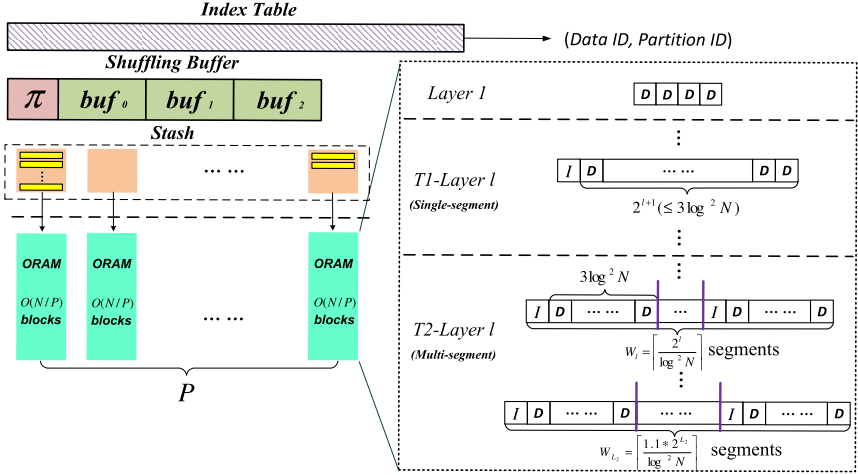 Index Table
(Data ID, Partition ID)
Shuffling Buffer
π buf 0 buf 1 buf 2
Stash
⋮ ... ...
ORAM ORAM ORAM
O(N / P) O(N / P) O(N / P)
blocks blocks ... ... blocks
P
Layer 1
D D D D
⋮
T1-Layer l
(Single-segment)
I D ... ... D D
2^{l+1}(≤ 3log ² N)
⋮
⋮
T2-Layer l
(Multi-segment)
3log ² N
I D ... ... D ... I D ... ... D
W_l = ⌈2^l / log ² N⌉ segments
⋮
I D ... ... D ... ... I D ... ... D
W_{L_2} = ⌈1.1 * 2^{L_2} / log ² N⌉ segments